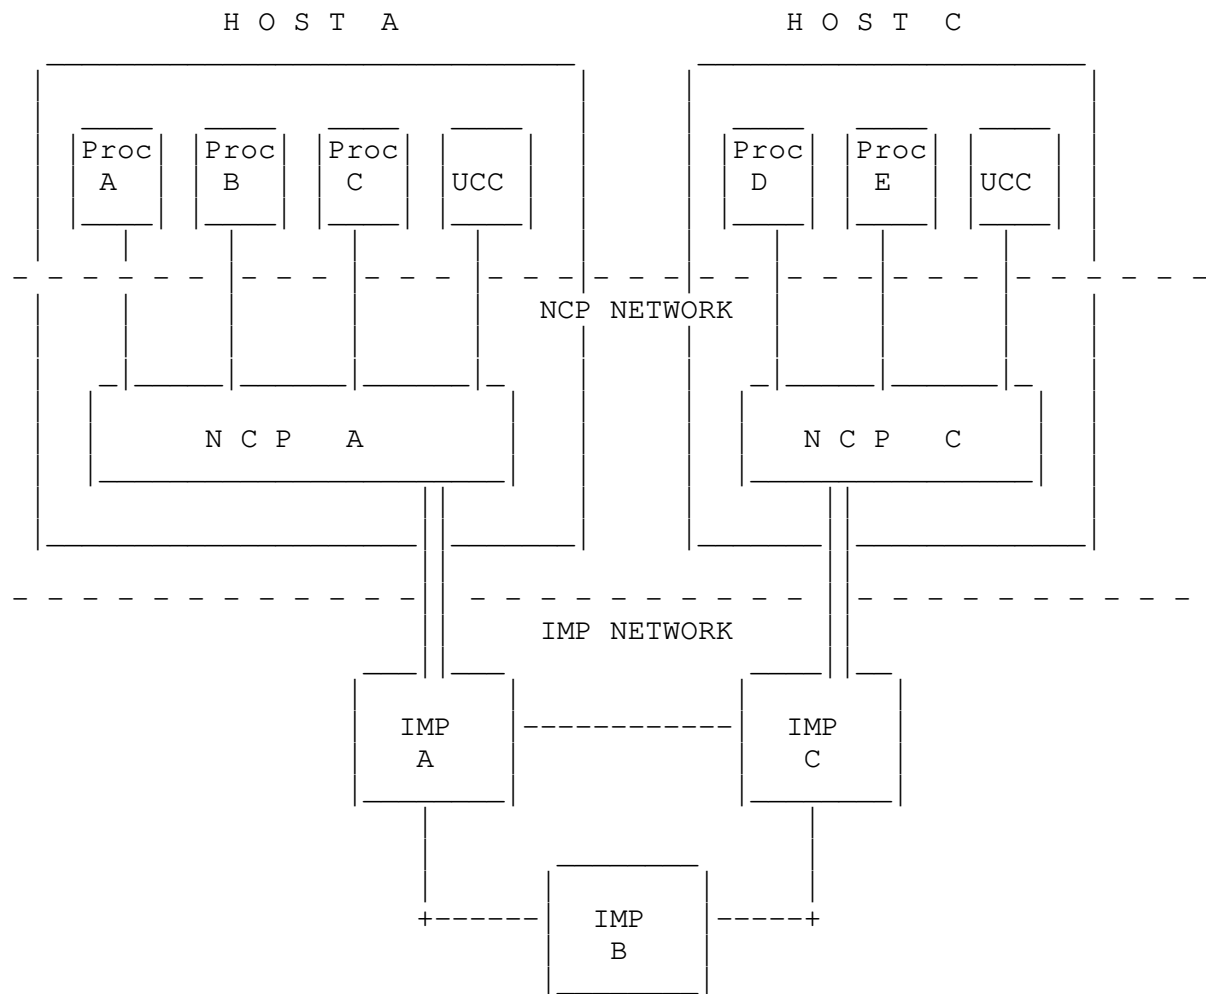 H O S T A H O S T C
Proc Proc Proc Proc Proc
A B C UCC D E UCC
NCP NETWORK
N C P A N C P C
IMP NETWORK
IMP IMP
A C
IMP
B